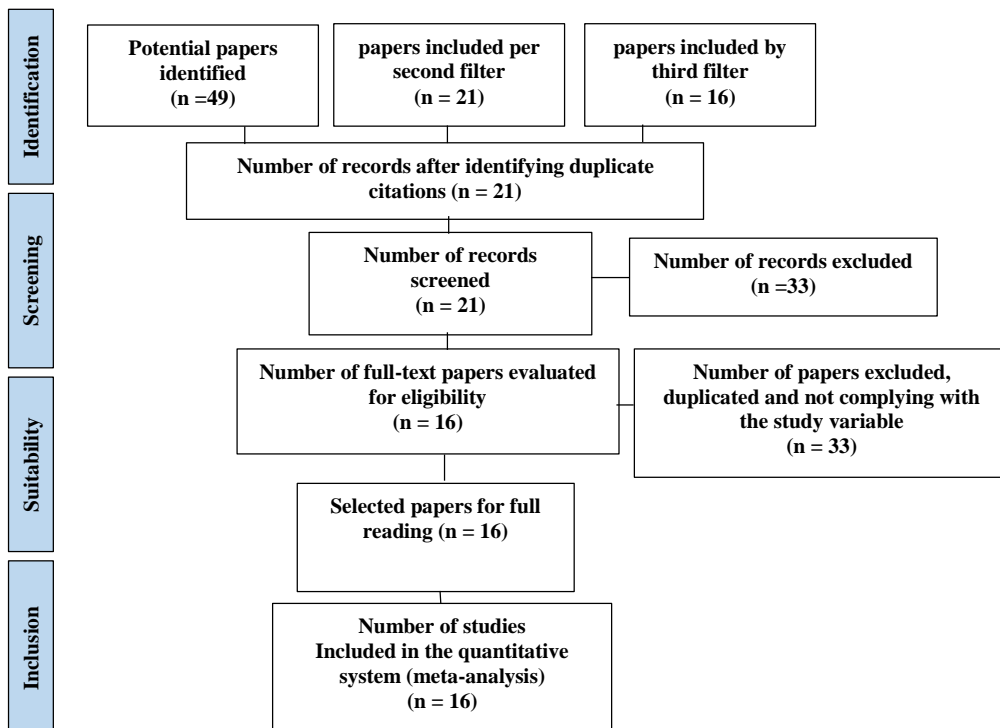 Identification
Potential papers
identified
(n =49)
papers included per
second filter
(n = 21)
papers included by
third filter
(n = 16)
Number of records after identifying duplicate
citations (n = 21)
Screening
Number of records
screened
(n = 21)
Number of records excluded
(n =33)
Suitability
Number of full-text papers evaluated
for eligibility
(n = 16)
Number of papers excluded,
duplicated and not complying with
the study variable
(n = 33)
Selected papers for full
reading (n = 16)
Inclusion
Number of studies
Included in the quantitative
system (meta-analysis)
(n = 16)